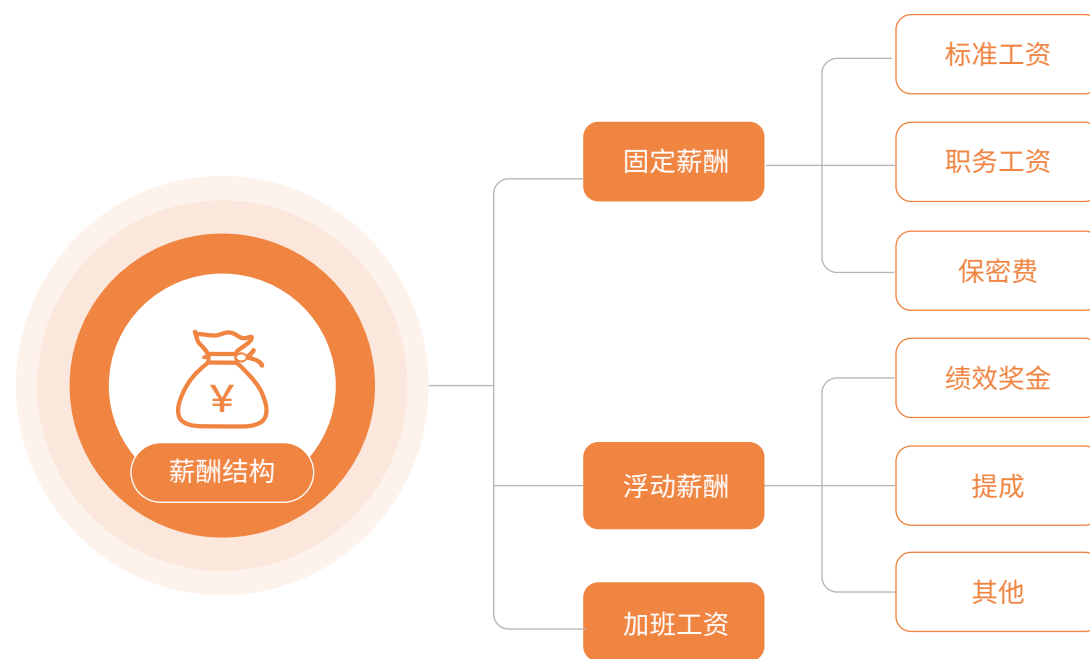 ¥
薪酬结构
固定薪酬
标准工资
职务工资
保密费
浮动薪酬
绩效奖金
提成
其他
加班工资